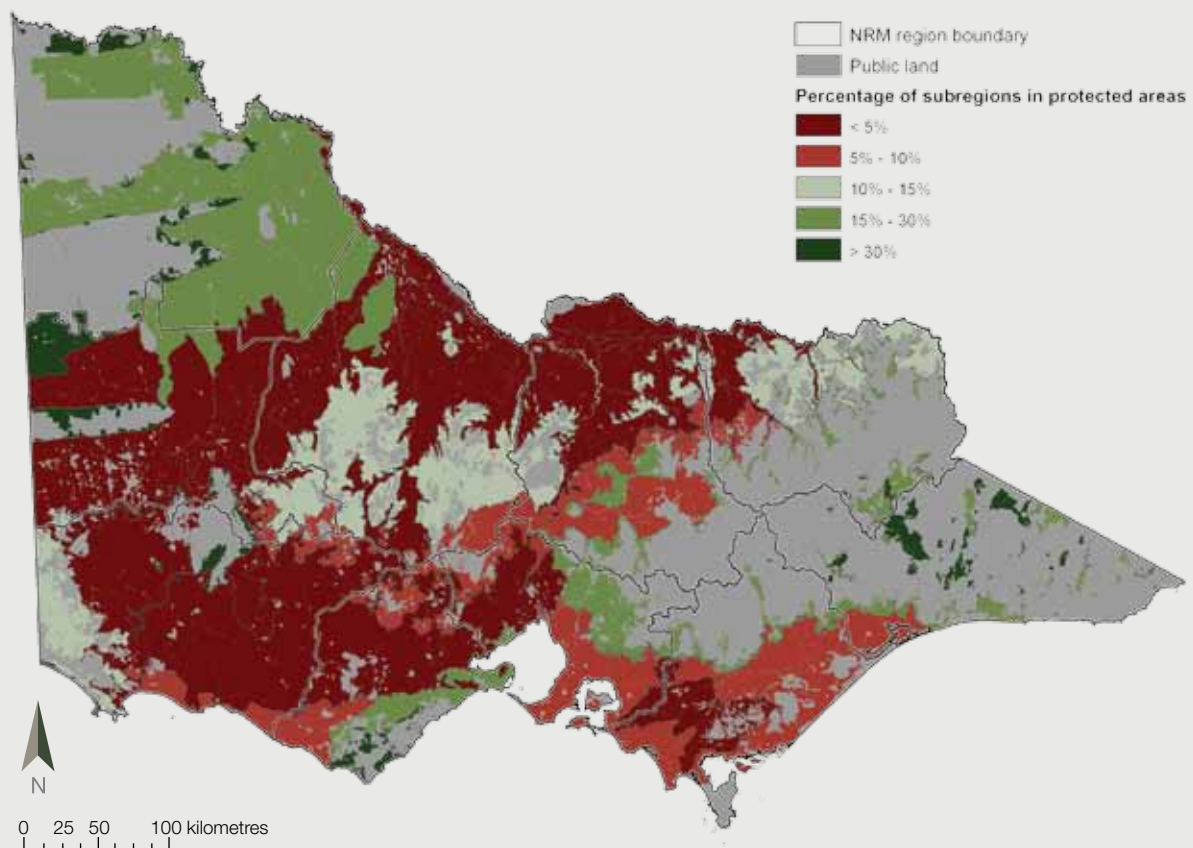 NRM region boundary
Public land
Percentage of subregions in protected areas
< 5%
5% - 10%
10% - 15%
15% - 30%
> 30%
N
0 25 50 100 kilometres